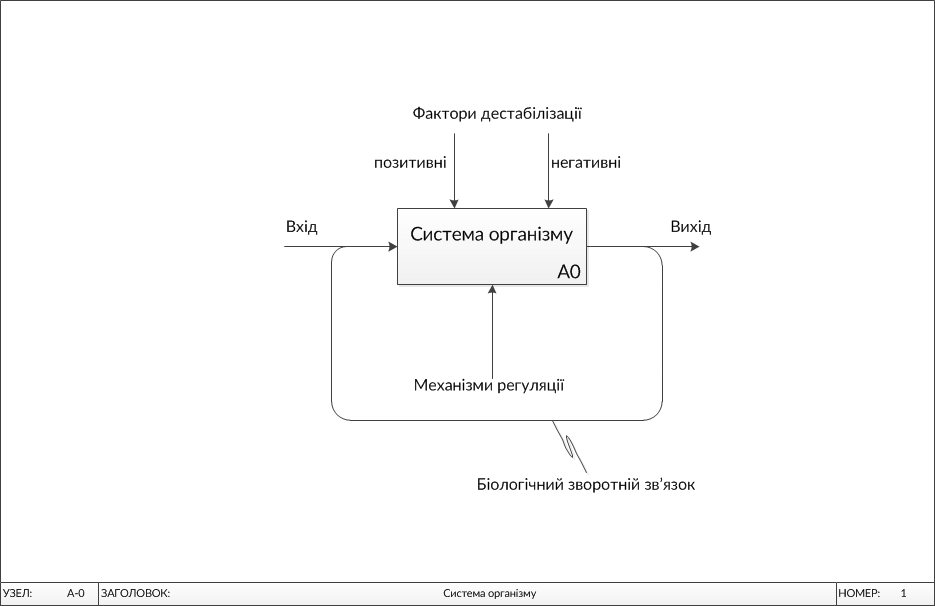 Фактори дестабілізації
позитивні
негативні
Вхід
Вихід
Система організму
A0
Механізми регуляції
Біологічний зворотній зв'язок
УЗЕЛ: A-0 ЗАГОЛОВОК: Система організму НОМЕР: 1